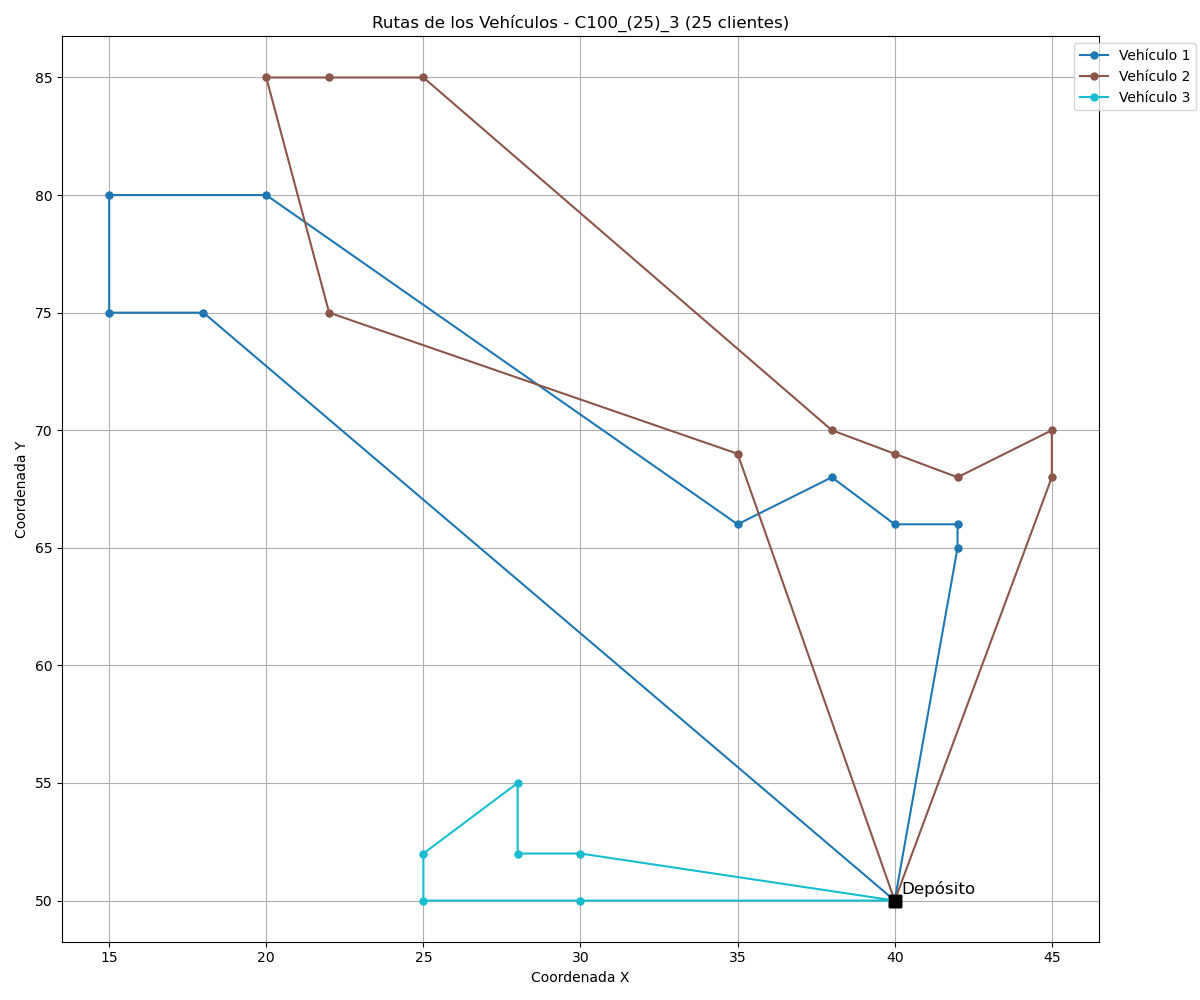 Rutas de los Vehículos - C100_(25)_3 (25 clientes)
Vehículo 1
Vehículo 2
Vehículo 3
85
80
75
70
65
60
55
50
Coordenada Y
Depósito
15 20 25 30 35 40 45
Coordenada X